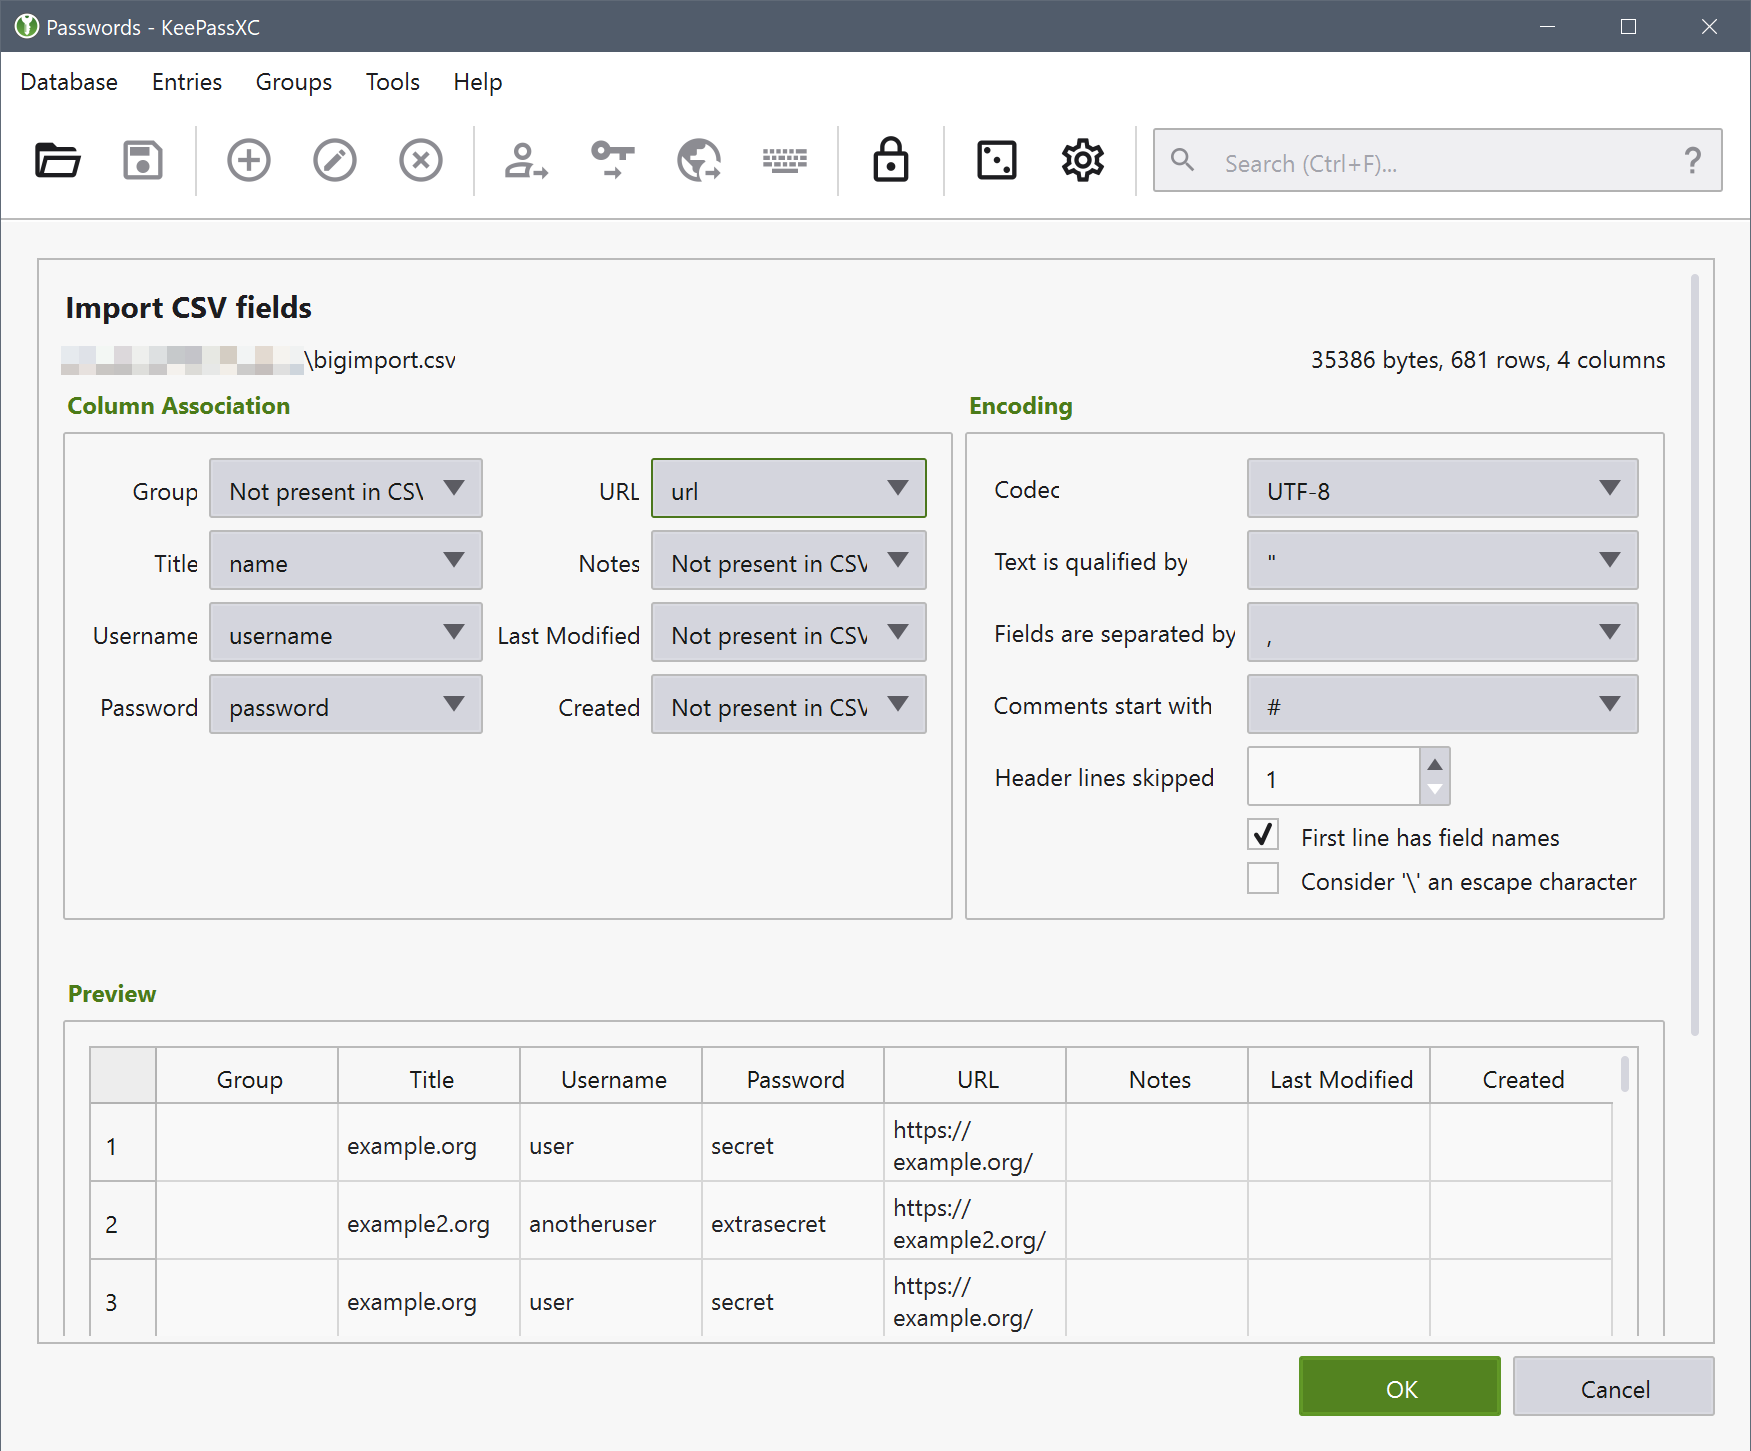 Passwords - KeePassXC
Database Entries Groups Tools Help
Search (Ctrl+F)... ?
Import CSV fields
\bigimport.csv 35386 bytes, 681 rows, 4 columns
Column Association Encoding
Group Not present in CSV URL url Codec UTF-8
Title name Notes Not present in CSV Text is qualified by "
Username username Last Modified Not present in CSV Fields are separated by ,
Password password Created Not present in CSV Comments start with #
Header lines skipped 1
First line has field names
Consider '\' an escape character
Preview
Group Title Username Password URL Notes Last Modified Created
1 example.org user secret https://
example.org/
2 example2.org anotheruser extrasecret https://
example2.org/
3 example.org user secret https://
example.org/
OK Cancel